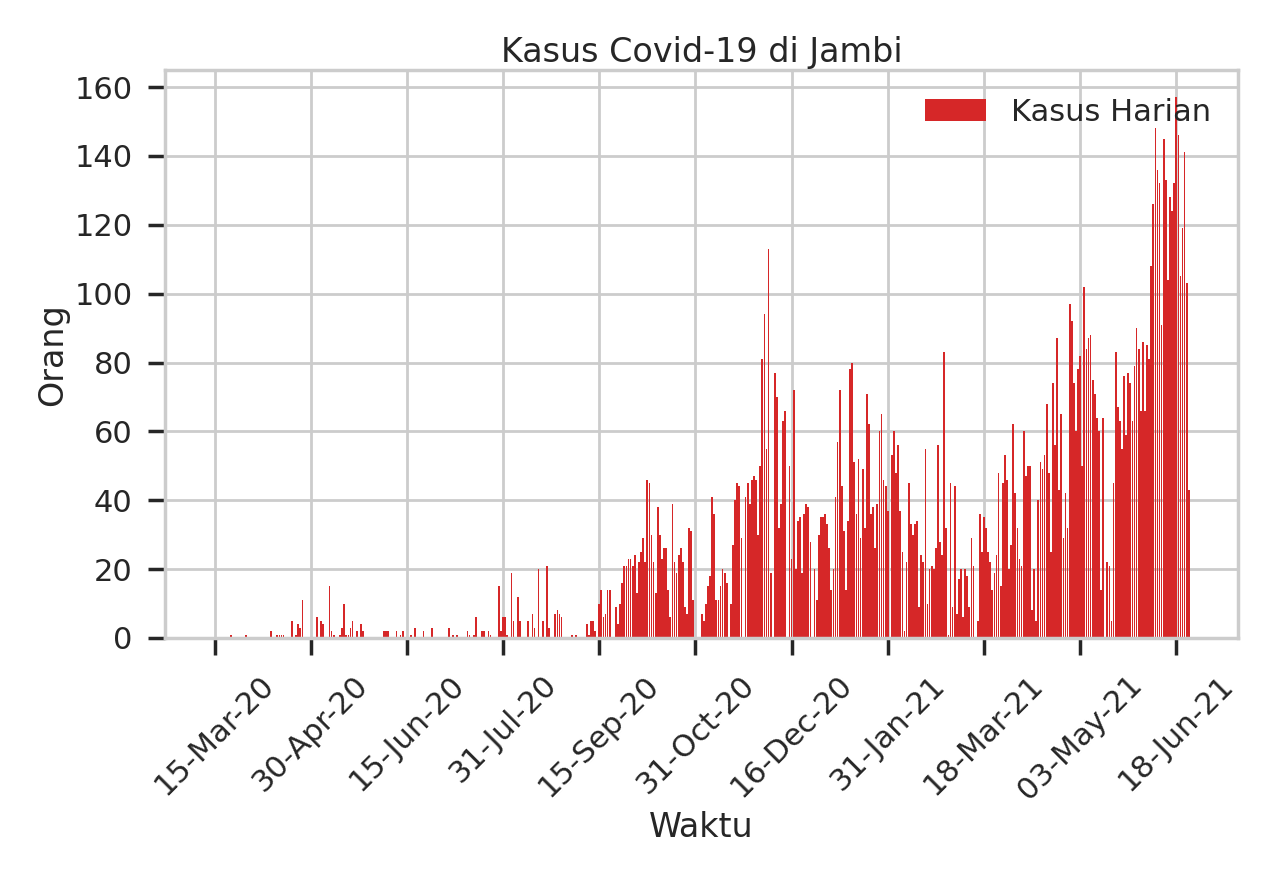 Kasus Covid-19 di Jambi
Kasus Harian
Orang
160
140
120
100
80
60
40
20
0
15-Mar-20
30-Apr-20
15-Jun-20
31-Jul-20
15-Sep-20
31-Oct-20
16-Dec-20
31-Jan-21
18-Mar-21
03-May-21
18-Jun-21
Waktu